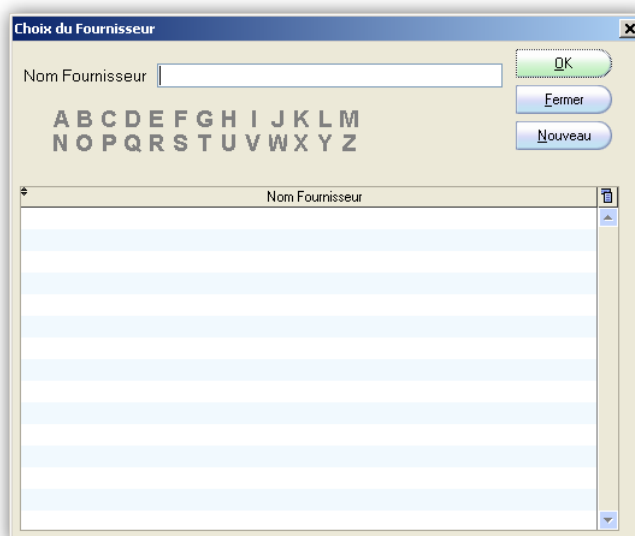 Choix du Fournisseur
Nom Fournisseur
OK
Fermer
Nouveau
A B C D E F G H I J K L M
N O P Q R S T U V W X Y Z
Nom Fournisseur